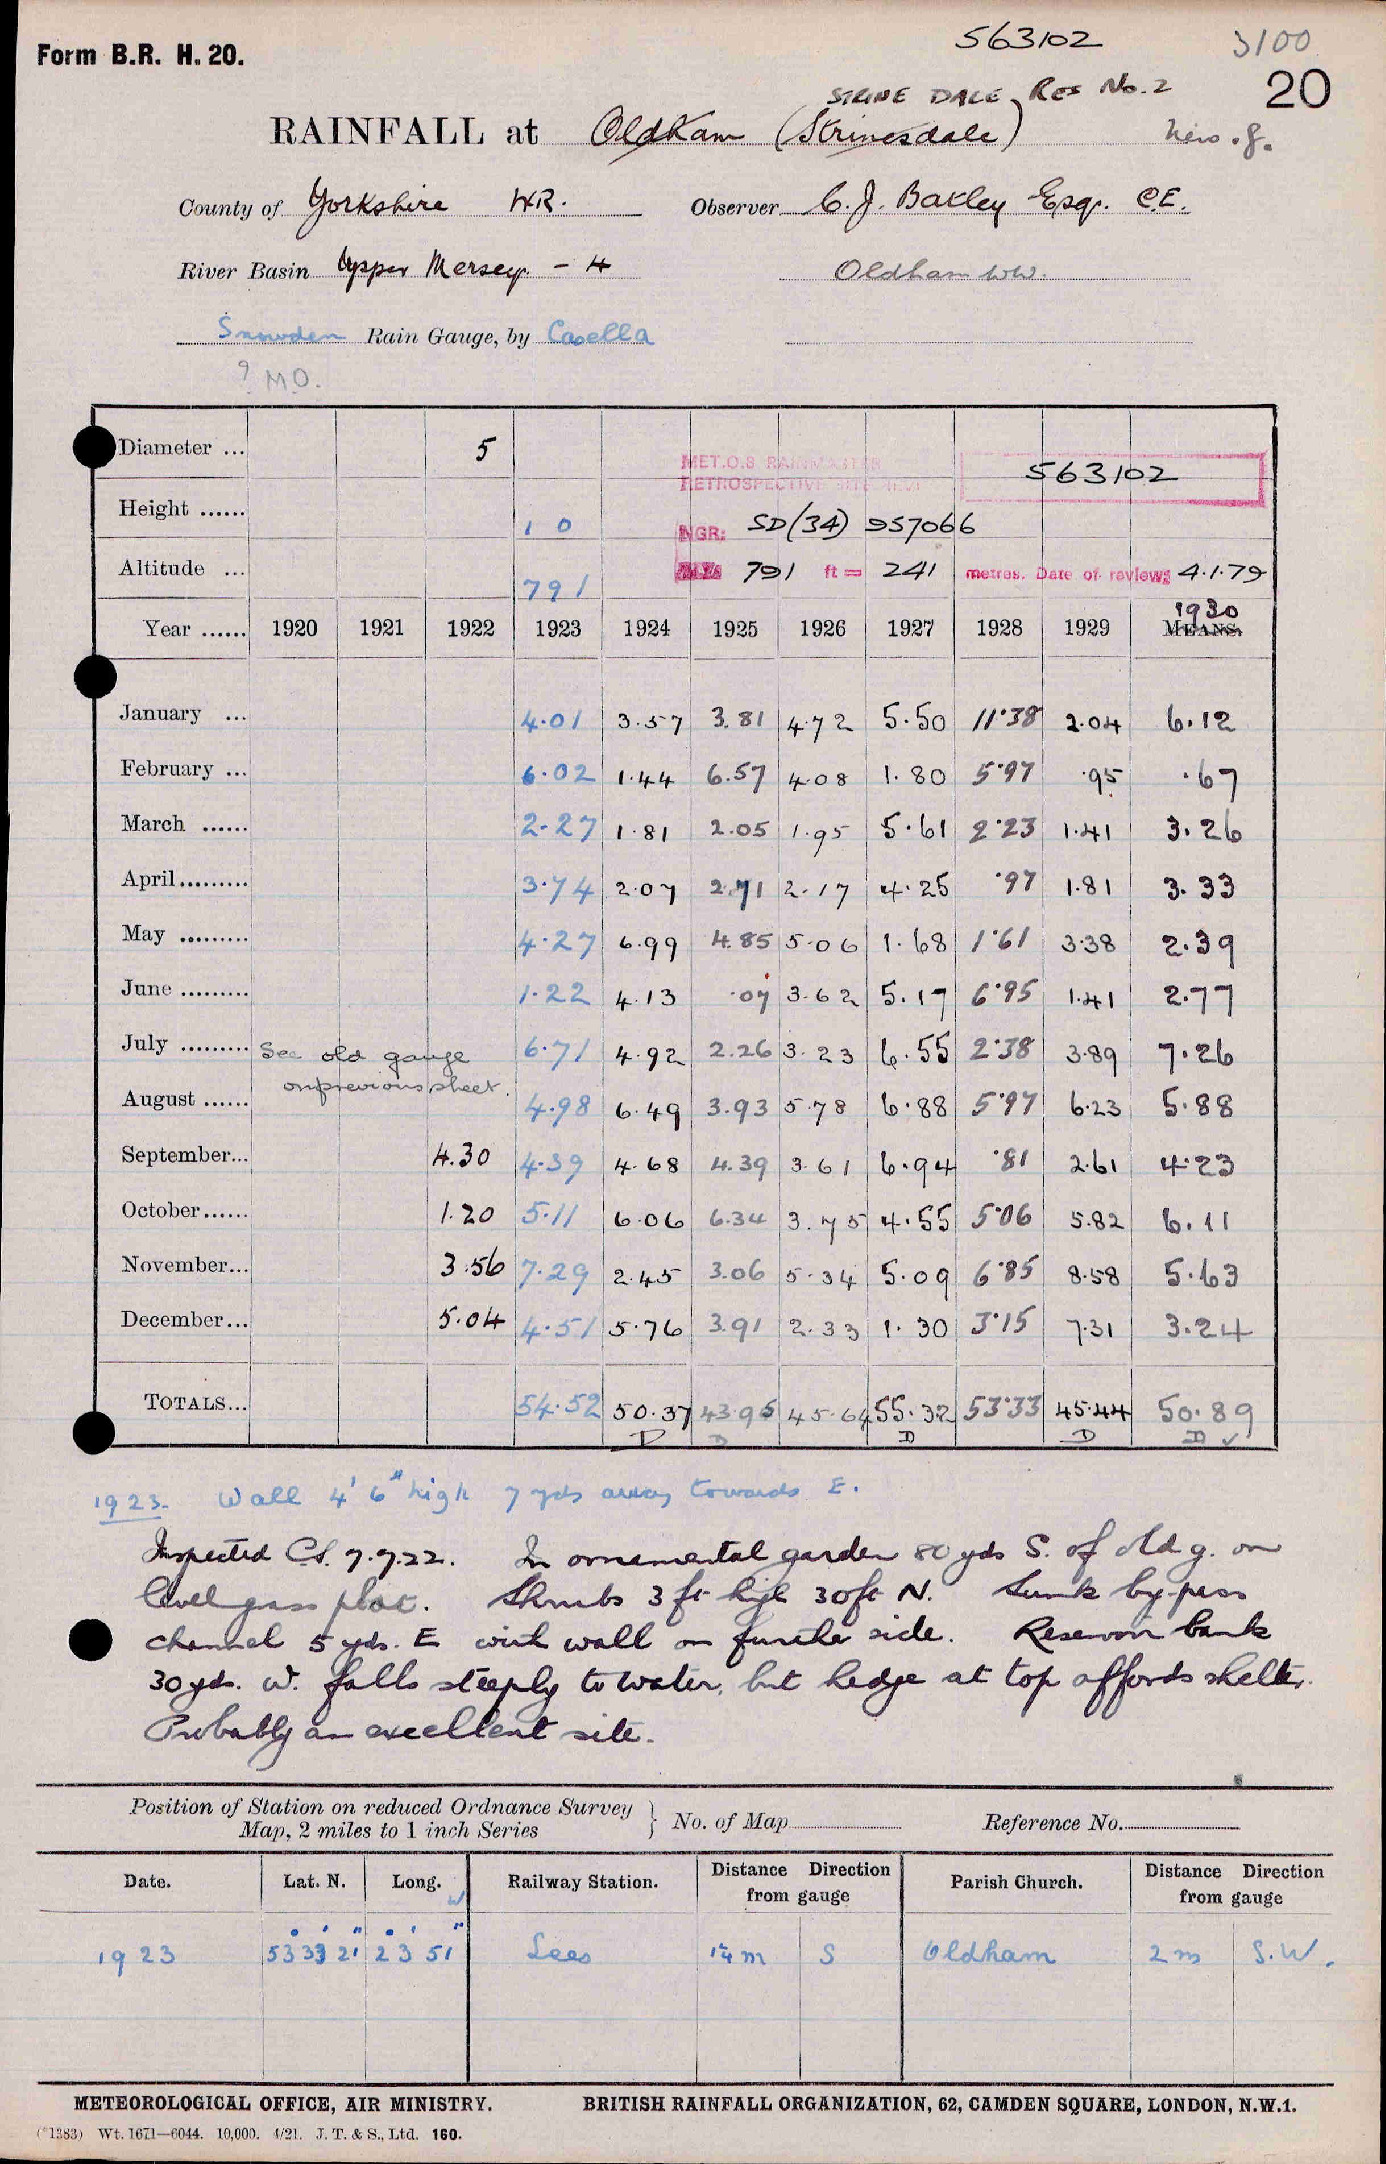 563102 3100
Form B.R. H. 20.
20
STRINE DALE Res No. 2
RAINFALL at Oldham (Strinesdale) New g.
County of Yorkshire W.R. Observer C. J. Batley Esqr. C.E.
River Basin Upper Mersey - 4 Oldham W.W.
Snowdon Rain Gauge, by Casella
? MO.
Diameter ... 5
MET.O.8 RAINMASTER
RETROSPECTIVE 563102
Height ...... 1 0
NGR: SD(34) 957066
Altitude ... 791
791 ft = 241 metres. Date of review: 4.1.79
1930
Year ...... 1920 1921 1922 1923 1924 1925 1926 1927 1928 1929 MEANS.
January ... 4.01 3.57 3.81 4.72 5.50 11.38 2.04 6.12
February ... 6.02 1.44 6.57 4.08 1.80 5.97 .95 .67
March ...... 2.27 1.81 2.05 1.95 5.61 2.23 1.41 3.26
April......... 3.74 2.07 2.71 2.17 4.25 .97 1.81 3.33
May ......... 4.27 6.99 4.85 5.06 1.68 1.61 3.38 2.39
June ......... 1.22 4.13 .07 3.62 5.17 6.95 1.41 2.77
July ......... See old gauge 6.71 4.92 2.26 3.23 6.55 2.38 3.89 7.26
on previous sheet.
August ...... 4.98 6.49 3.93 5.78 6.88 5.97 6.23 5.88
September... 4.30 4.39 4.68 4.39 3.61 6.94 .81 2.61 4.23
October...... 1.20 5.11 6.06 6.34 3.75 4.55 5.06 5.82 6.11
November... 3.56 7.29 2.45 3.06 5.34 5.09 6.85 8.58 5.63
December... 5.04 4.51 5.76 3.91 2.33 1.30 3.15 7.31 3.24
TOTALS... 54.52 50.37 43.95 45.64 55.32 53.33 45.44 50.89
D D D D D ✓
1923. Wall 4' 6" high 7 yds away towards E.
Inspected C.S. 7.7.22. In ornamental garden 80 yds S. of old g. on
level grass plot. Shrubs 3 ft high 30 ft N. Sunk by-pass
channel 5 yds. E with wall on further side. Reservoir bank
30 yds. W. falls steeply to water, but hedge at top affords shelter.
Probably an excellent site.
Position of Station on reduced Ordnance Survey
Map, 2 miles to 1 inch Series } No. of Map Reference No.
Date. Lat. N. Long. W Railway Station. Distance Direction from gauge Parish Church. Distance Direction from gauge
1923 53° 33' 21" 2° 3' 51" Lees 1¼ m S Oldham 2 m S.W.
METEOROLOGICAL OFFICE, AIR MINISTRY. BRITISH RAINFALL ORGANIZATION, 62, CAMDEN SQUARE, LONDON, N.W.1.
(*1383) Wt. 1671—6044. 10,000. 4/21. J. T. & S., Ltd. 160.